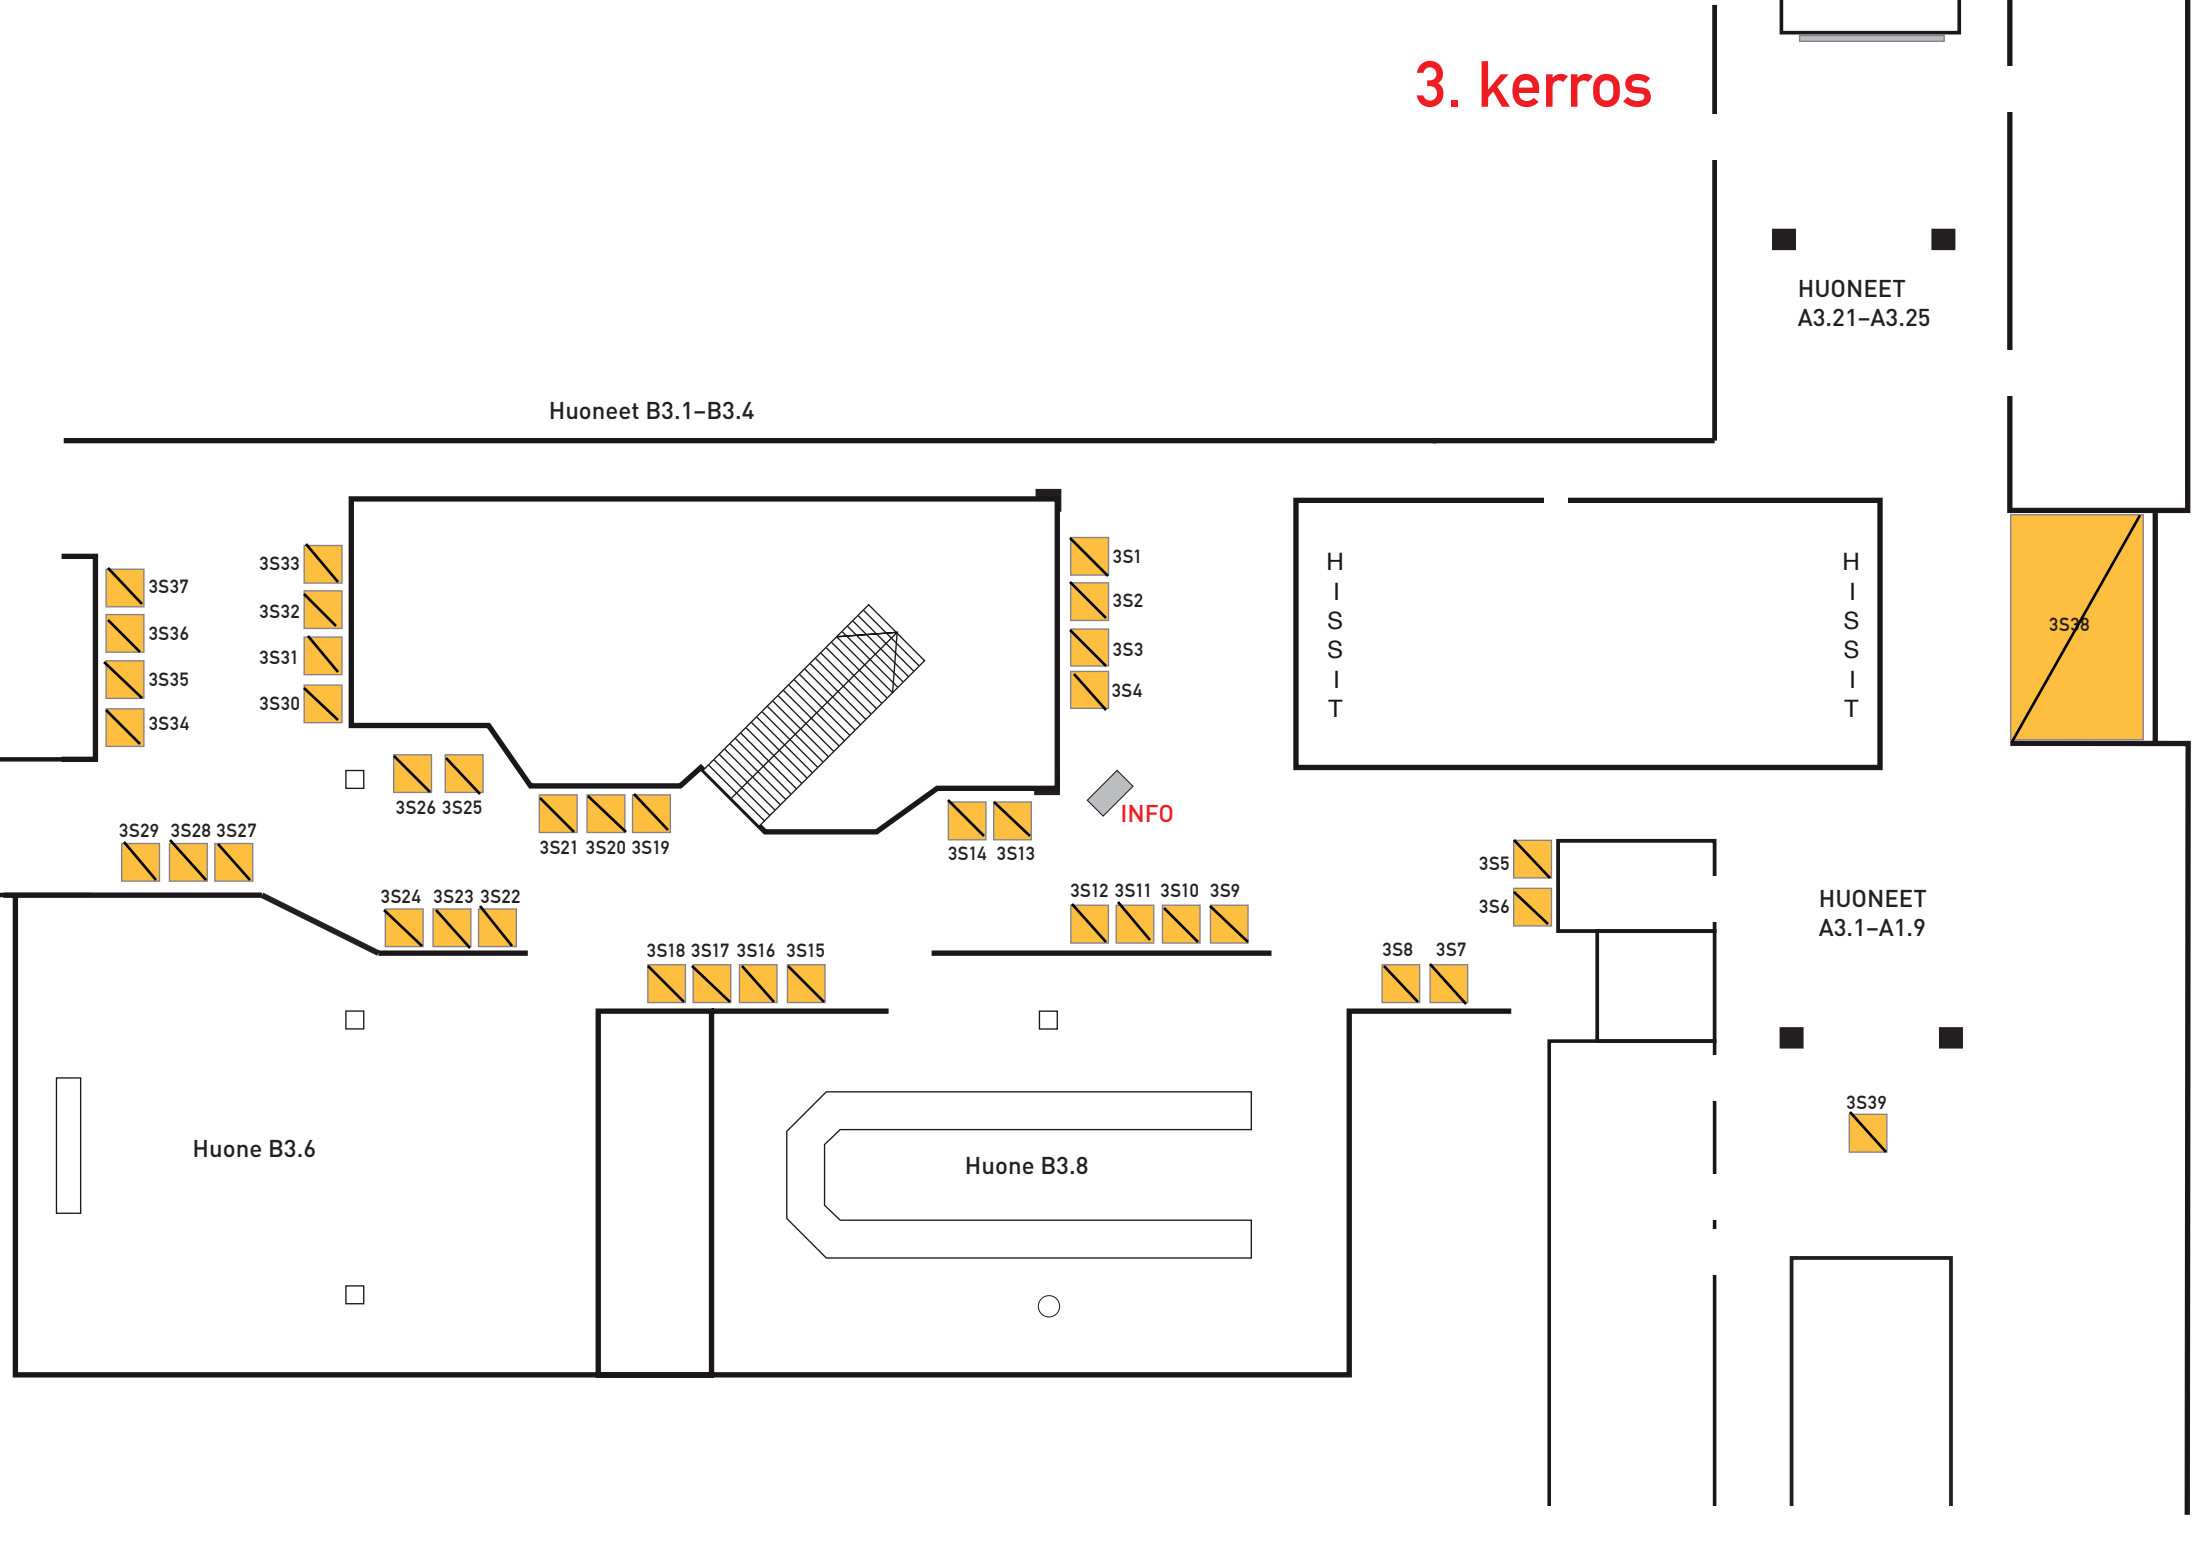 3. kerros
HUONEET
A3.21–A3.25
Huoneet B3.1–B3.4
3S37
3S36
3S35
3S34
3S33
3S32
3S31
3S30
3S1
3S2
3S3
3S4
HISSIT
HISSIT
3S38
INFO
3S26 3S25
3S21 3S20 3S19
3S14 3S13
3S29 3S28 3S27
3S24 3S23 3S22
3S12 3S11 3S10 3S9
3S5
3S6
HUONEET
A3.1–A1.9
3S18 3S17 3S16 3S15
3S8 3S7
3S39
Huone B3.6
Huone B3.8